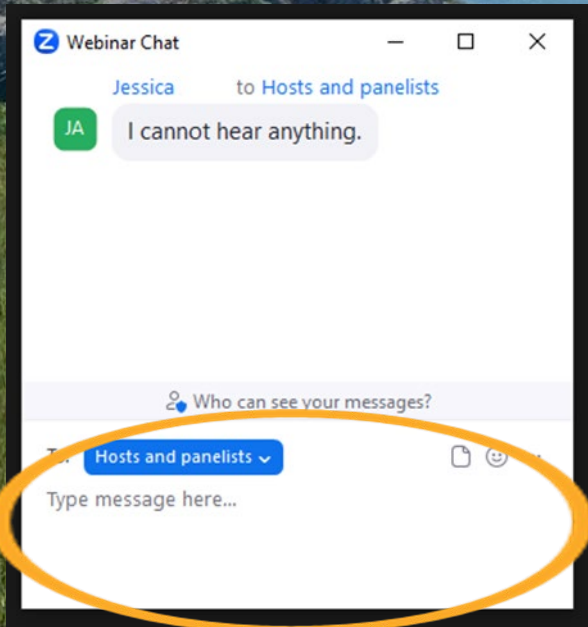 Webinar Chat
Jessica to Hosts and panelists
JA
I cannot hear anything.
Who can see your messages?
To: Hosts and panelists
Type message here...